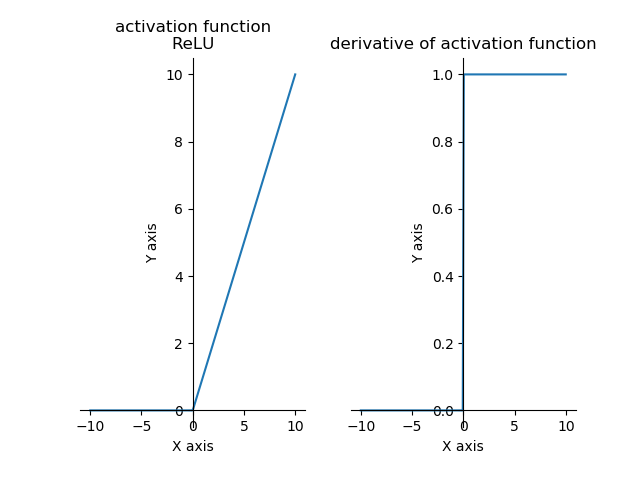 activation function
ReLU
10
8
6
4
2
0
Y axis
−10 −5 0 5 10
X axis
derivative of activation function
1.0
0.8
0.6
0.4
0.2
0.0
Y axis
−10 −5 0 5 10
X axis